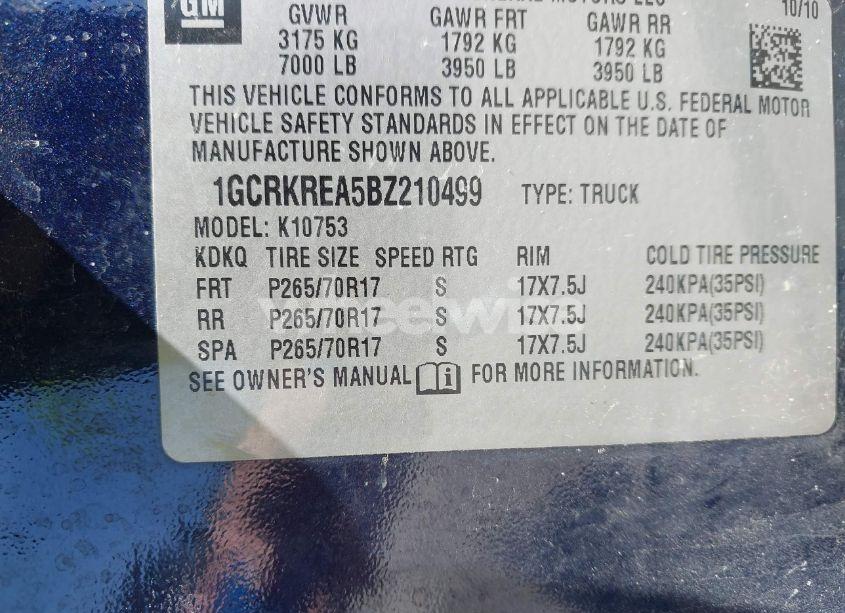 GM
10/10
GVWR GAWR FRT GAWR RR
3175 KG 1792 KG 1792 KG
7000 LB 3950 LB 3950 LB
THIS VEHICLE CONFORMS TO ALL APPLICABLE U.S. FEDERAL MOTOR
VEHICLE SAFETY STANDARDS IN EFFECT ON THE DATE OF
MANUFACTURE SHOWN ABOVE.
1GCRKREA5BZ210499 TYPE: TRUCK
MODEL: K10753
KDKQ TIRE SIZE SPEED RTG RIM COLD TIRE PRESSURE
FRT P265/70R17 S 17X7.5J 240KPA(35PSI)
RR P265/70R17 S 17X7.5J 240KPA(35PSI)
SPA P265/70R17 S 17X7.5J 240KPA(35PSI)
SEE OWNER'S MANUAL i FOR MORE INFORMATION.